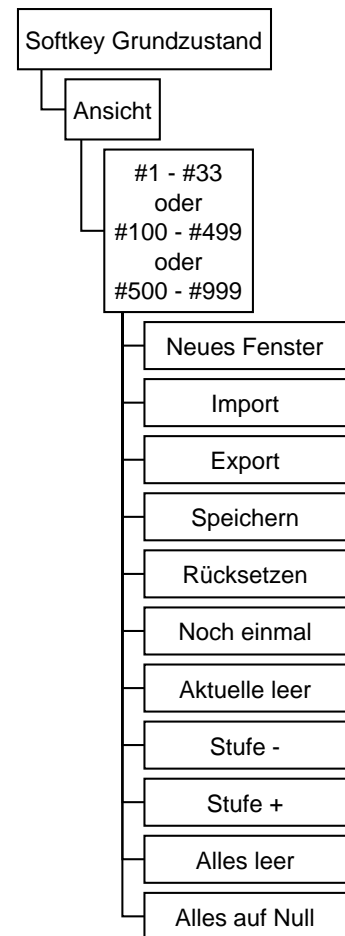 Softkey Grundzustand
Ansicht
#1 - #33
oder
#100 - #499
oder
#500 - #999
Neues Fenster
Import
Export
Speichern
Rücksetzen
Noch einmal
Aktuelle leer
Stufe -
Stufe +
Alles leer
Alles auf Null